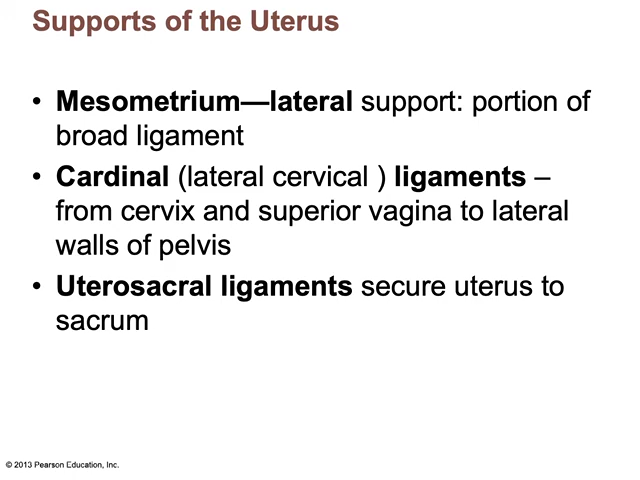 Supports of the Uterus
• Mesometrium—lateral support: portion of
broad ligament
• Cardinal (lateral cervical ) ligaments –
from cervix and superior vagina to lateral
walls of pelvis
• Uterosacral ligaments secure uterus to
sacrum
© 2013 Pearson Education, Inc.